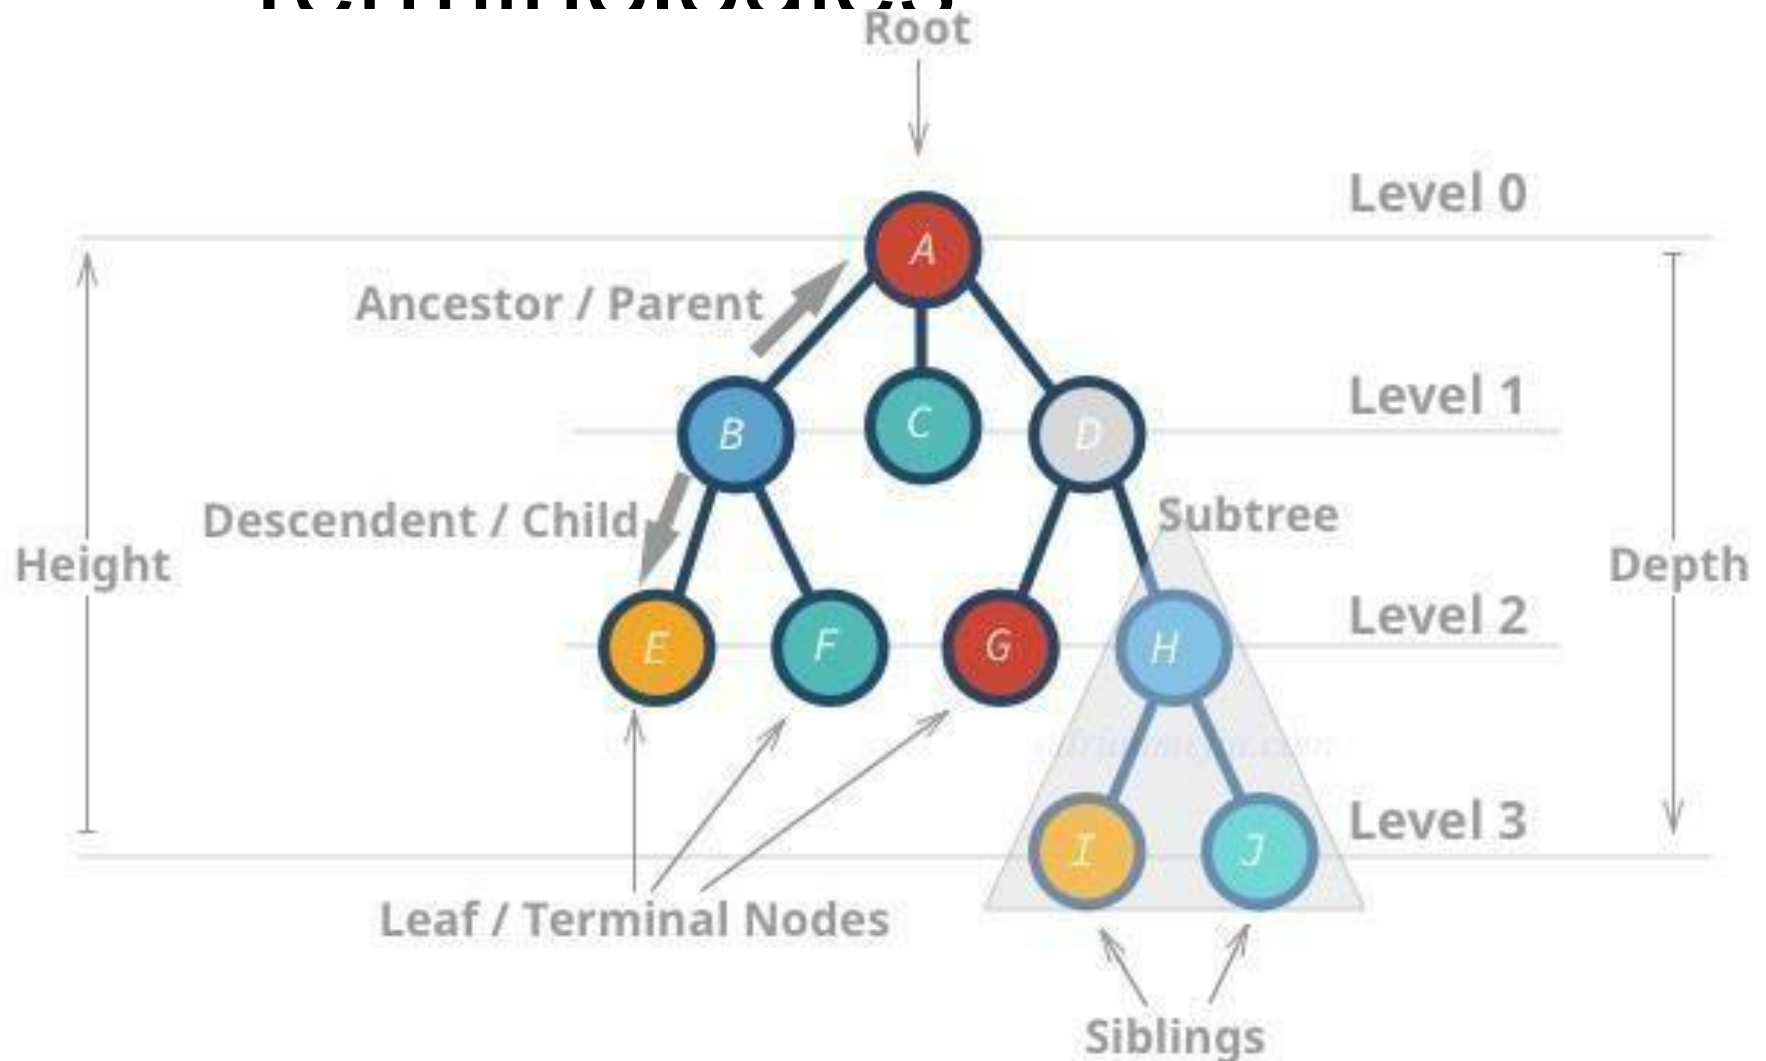 Terminologies
Root
Level 0
A
Ancestor / Parent
Level 1
B
C
D
Descendent / Child
Subtree
Height
Depth
Level 2
E
F
G
H
Level 3
I
J
Leaf / Terminal Nodes
Siblings